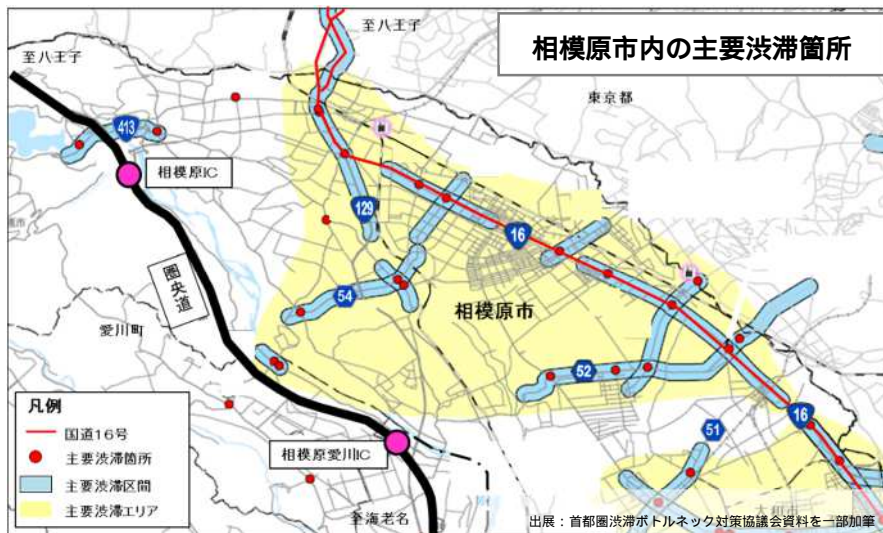 相模原市内の主要渋滞箇所
至八王子
至八王子
東京都
413
相模原IC
129
16
圏央道
54
相模原市
愛川町
52
51
16
凡例
国道16号
主要渋滞箇所
主要渋滞区間
主要渋滞エリア
相模原愛川IC
至海老名
大和市
出展：首都圏渋滞ボトルネック対策協議会資料を一部加筆